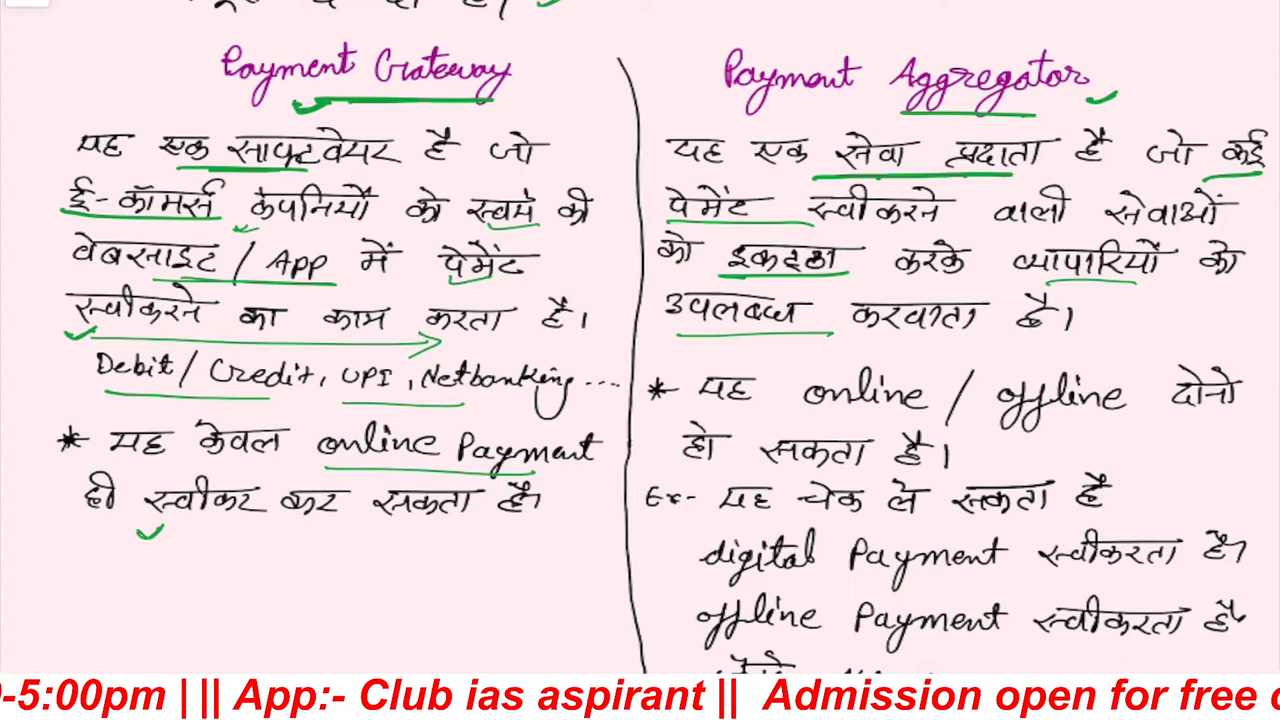 Payment Gateway
यह एक साफ्टवेयर है जो
ई-कॉमर्स कंपनियों को स्वयं की
वेबसाइट / App में पेमेंट
स्वीकरने का काम करता है।
Debit / Credit, UPI, Netbanking ....
* यह केवल online Payment
ही स्वीकर कर सकता है।
Payment Aggregator
यह एक सेवा प्रदाता है जो कई
पेमेंट स्वीकरने वाली सेवाओं
को इकट्ठा करके व्यापारियों को
उपलब्ध करवाता है।
* यह online / offline दोनो
हो सकता है।
Ex- यह चेक ले सकता है
digital Payment स्वीकरता है।
offline Payment स्वीकरता है
-5:00pm | || App:- Club ias aspirant || Admission open for free